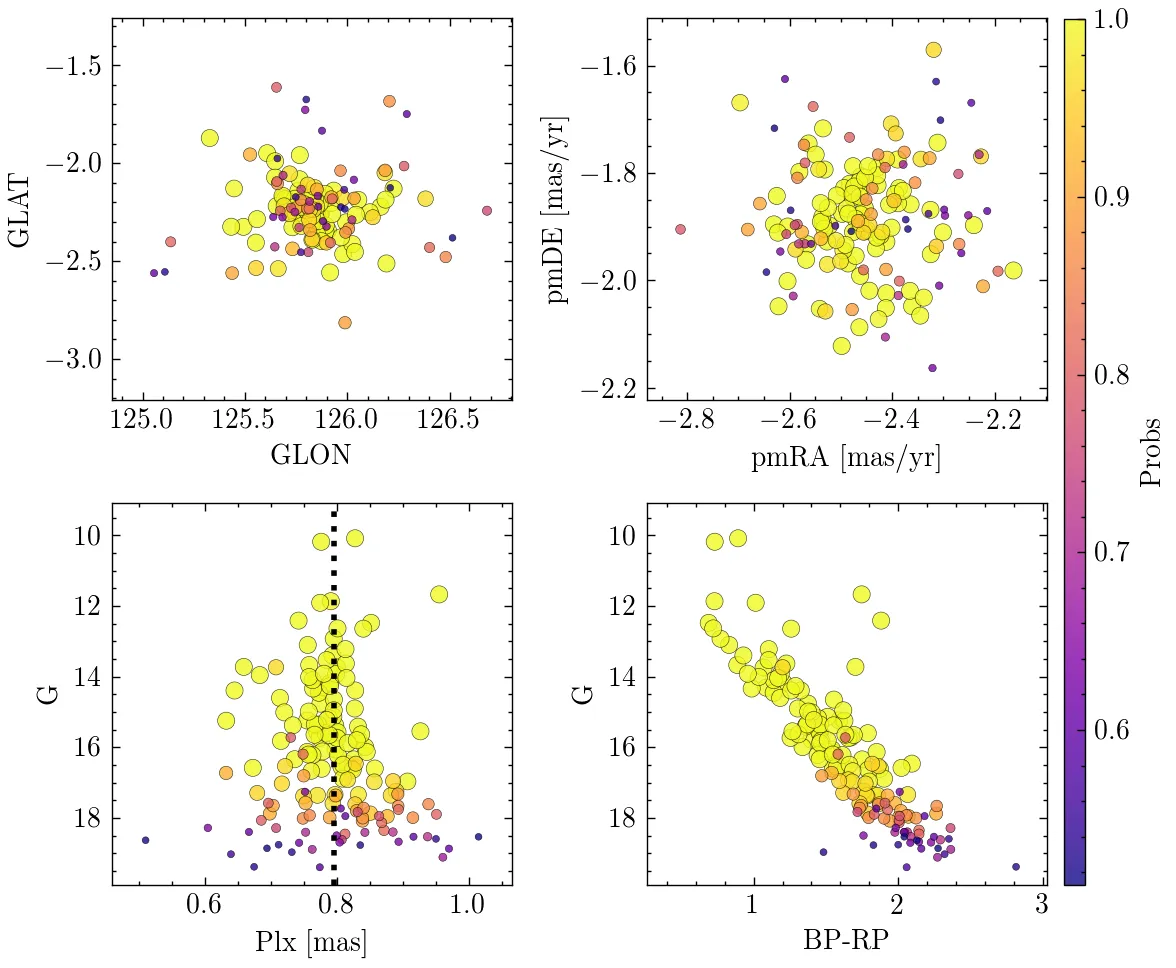 −1.5
−2.0
−2.5
−3.0
GLAT
125.0 125.5 126.0 126.5
GLON
−1.6
−1.8
−2.0
−2.2
pmDE [mas/yr]
−2.8 −2.6 −2.4 −2.2
pmRA [mas/yr]
10
12
14
16
18
G
0.6 0.8 1.0
Plx [mas]
10
12
14
16
18
G
1 2 3
BP-RP
1.0
0.9
0.8
0.7
0.6
Probs